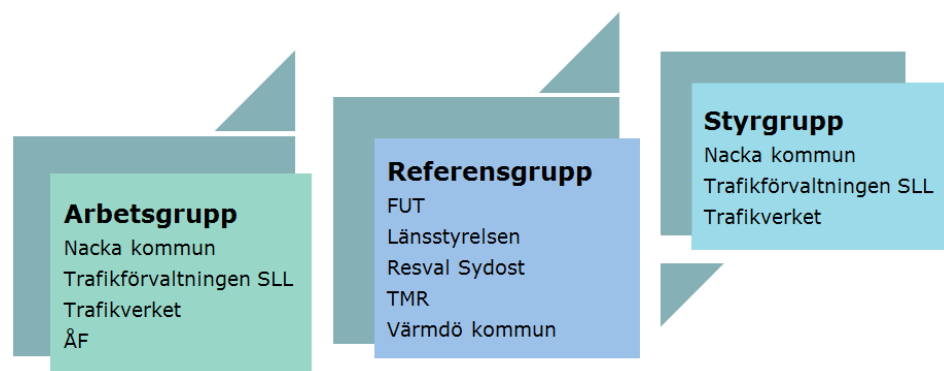 Arbetsgrupp
Nacka kommun
Trafikförvaltningen SLL
Trafikverket
ÅF
Referensgrupp
FUT
Länsstyrelsen
Resval Sydost
TMR
Värmdö kommun
Styrgrupp
Nacka kommun
Trafikförvaltningen SLL
Trafikverket